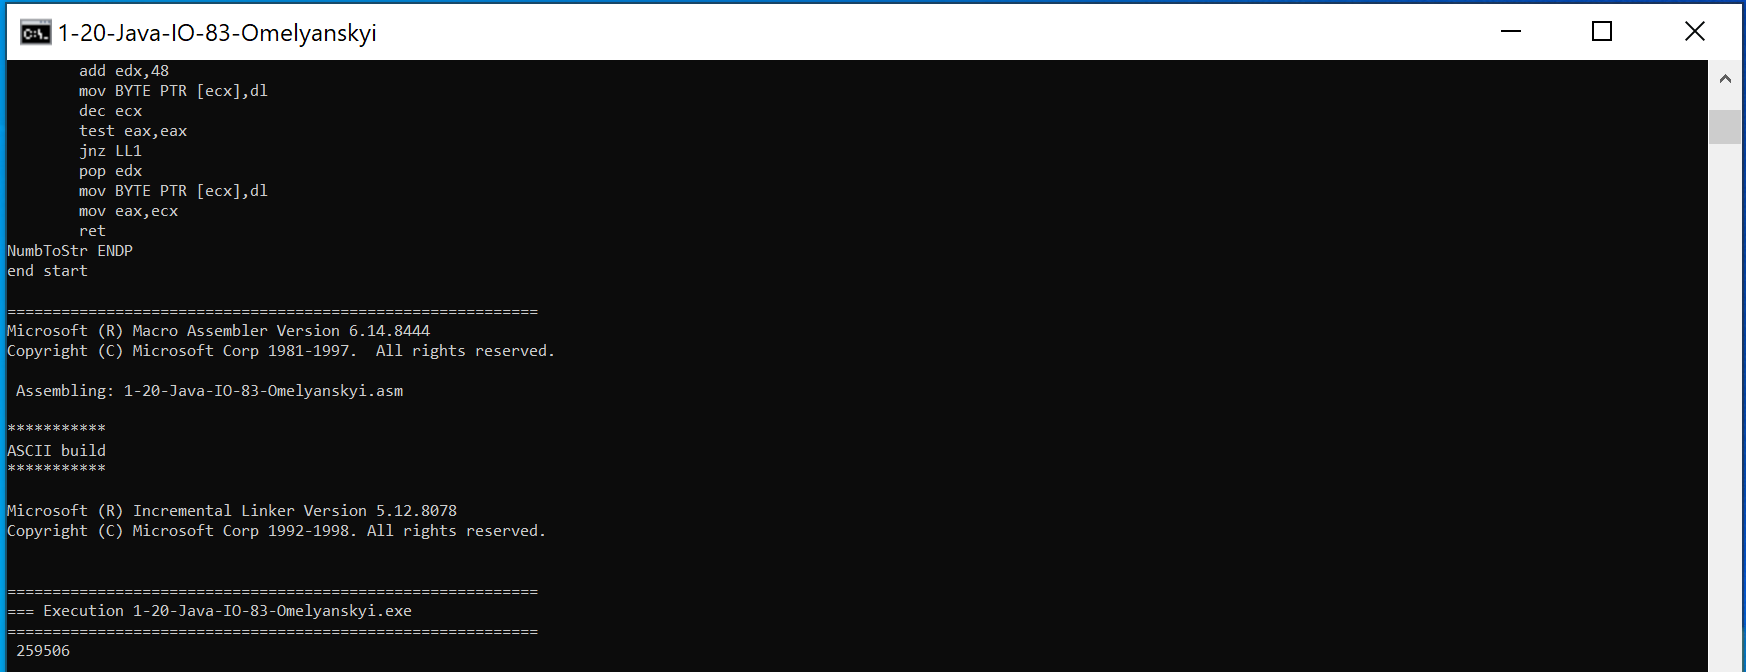 1-20-Java-IO-83-Omelyanskyi
add edx,48
mov BYTE PTR [ecx],dl
dec ecx
test eax,eax
jnz LL1
pop edx
mov BYTE PTR [ecx],dl
mov eax,ecx
ret
NumbToStr ENDP
end start
===========================================================
Microsoft (R) Macro Assembler Version 6.14.8444
Copyright (C) Microsoft Corp 1981-1997.  All rights reserved.
Assembling: 1-20-Java-IO-83-Omelyanskyi.asm
***********
ASCII build
***********
Microsoft (R) Incremental Linker Version 5.12.8078
Copyright (C) Microsoft Corp 1992-1998. All rights reserved.
===========================================================
=== Execution 1-20-Java-IO-83-Omelyanskyi.exe
===========================================================
259506